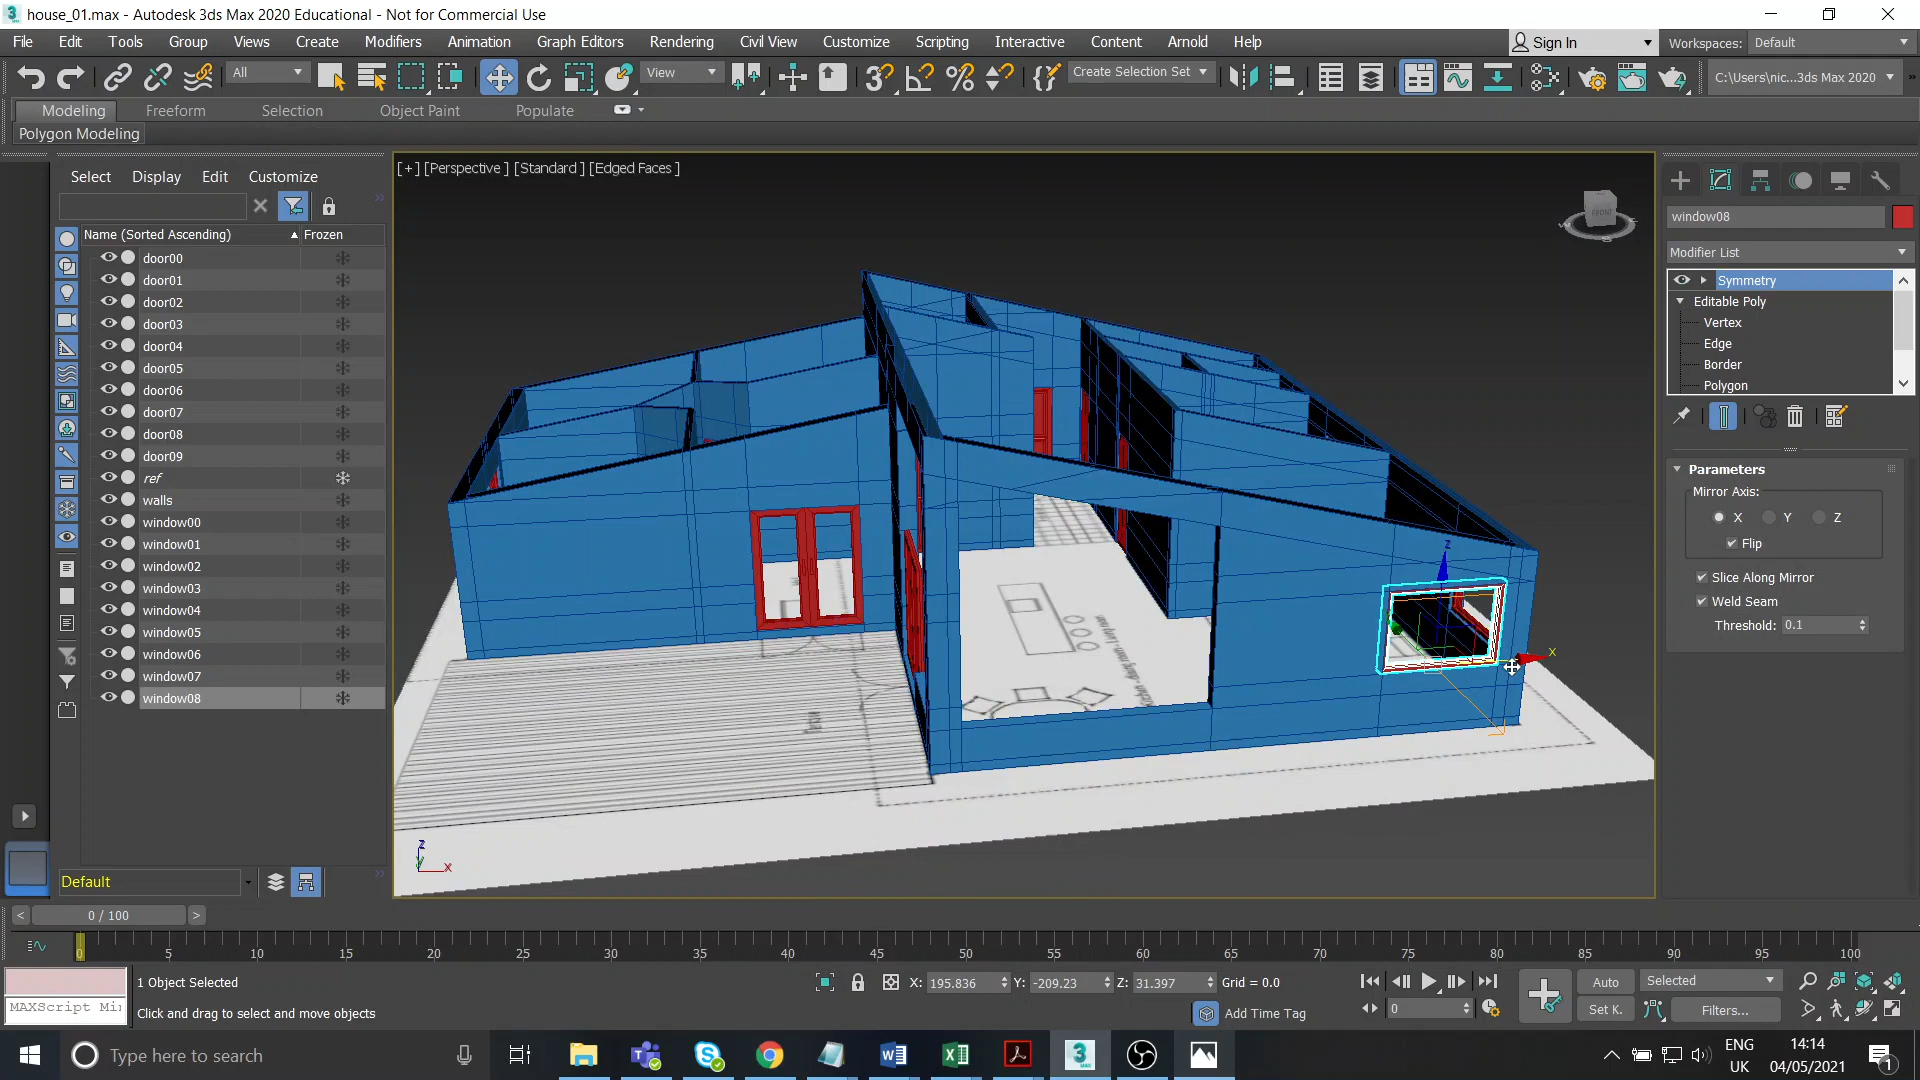 house_01.max - Autodesk 3ds Max 2020 Educational - Not for Commercial Use
File Edit Tools Group Views Create Modifiers Animation Graph Editors Rendering Civil View Customize Scripting Interactive Content Arnold Help
Sign In
Workspaces: Default
All
View
Create Selection Set
C:\Users\nic...3ds Max 2020
Modeling Freeform Selection Object Paint Populate
Polygon Modeling
Select Display Edit Customize
Name (Sorted Ascending) Frozen
door00
door01
door02
door03
door04
door05
door06
door07
door08
door09
ref
walls
window00
window01
window02
window03
window04
window05
window06
window07
window08
Default
[+] [Perspective ] [Standard ] [Edged Faces ]
FRONT
z
x
z
x
window08
Modifier List
Symmetry
Editable Poly
Vertex
Edge
Border
Polygon
Parameters
Mirror Axis:
X Y Z
Flip
Slice Along Mirror
Weld Seam
Threshold: 0.1
< 0 / 100 >
0 5 10 15 20 25 30 35 40 45 50 55 60 65 70 75 80 85 90 95 100
1 Object Selected
X: 195.836 Y: -209.23 Z: 31.397 Grid = 0.0
Auto Selected
MAXScript Mi
Click and drag to select and move objects
Add Time Tag
0
Set K. Filters...
Type here to search
ENG
UK
14:14
04/05/2021
1